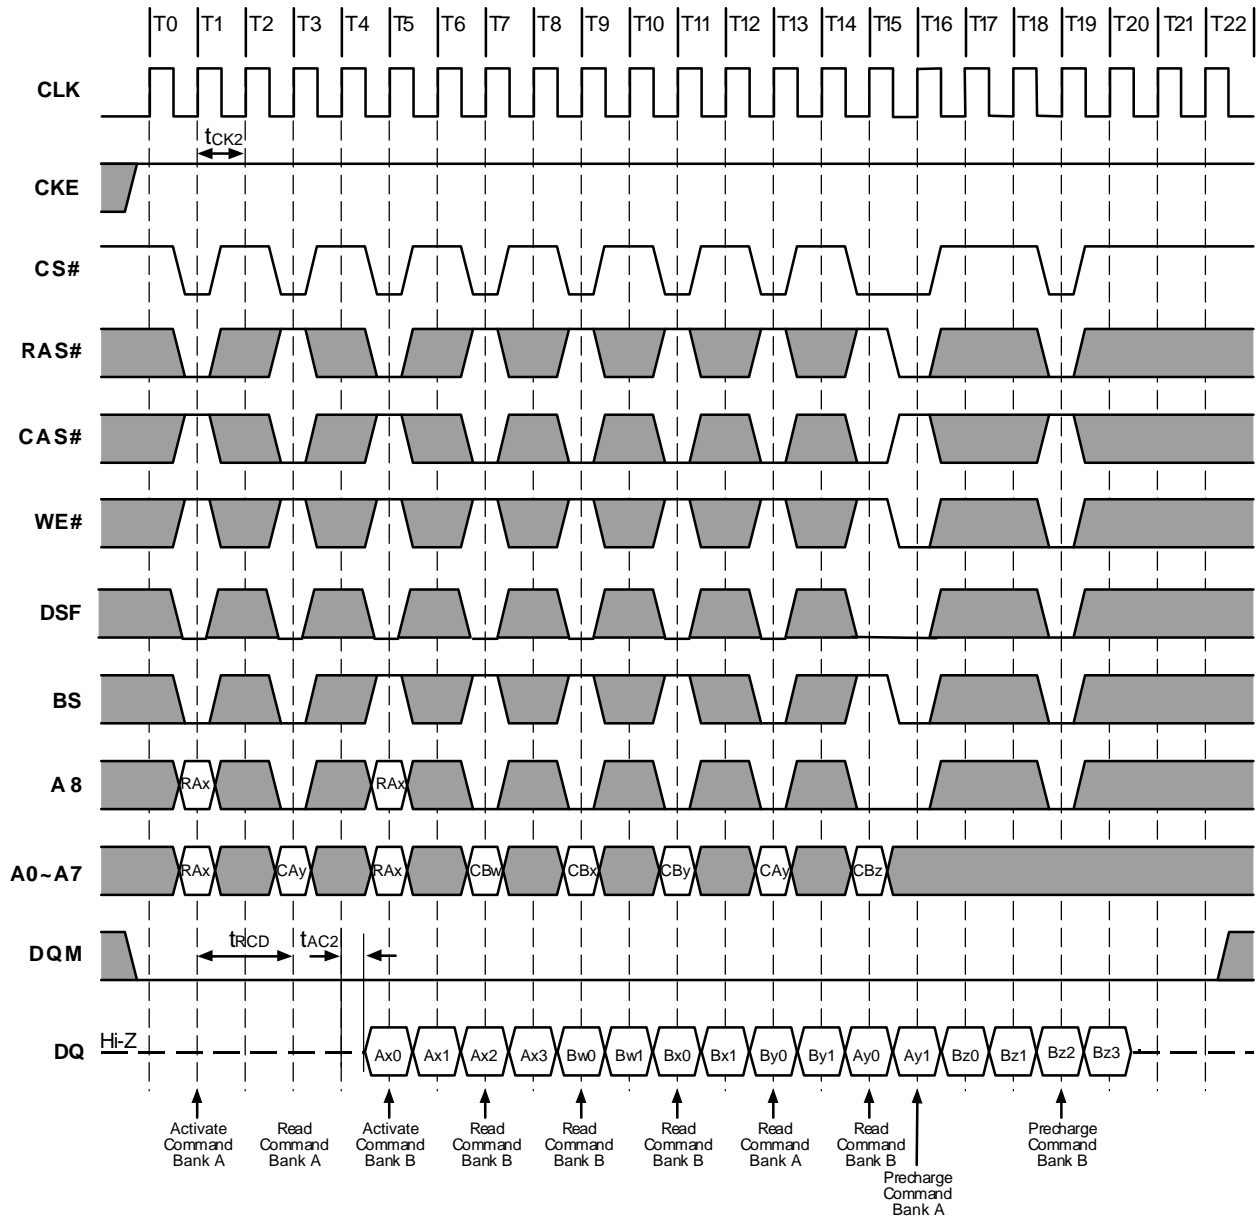 T0 T1 T2 T3 T4 T5 T6 T7 T8 T9 T10 T11 T12 T13 T14 T15 T16 T17 T18 T19 T20 T21 T22
CLK
tCK2
CKE
CS#
RAS#
CAS#
WE#
DSF
BS
A8 RAx RAx
A0~A7 RAx CAy RAx CBw CBx CBy CAy CBz
DQM tRCD tAC2
Hi-Z
DQ Ax0 Ax1 Ax2 Ax3 Bw0 Bw1 Bx0 Bx1 By0 By1 Ay0 Ay1 Bz0 Bz1 Bz2 Bz3
Activate
Command
Bank A
Read
Command
Bank A
Activate
Command
Bank B
Read
Command
Bank B
Read
Command
Bank B
Read
Command
Bank B
Read
Command
Bank A
Read
Command
Bank B
Precharge
Command
Bank A
Precharge
Command
Bank B